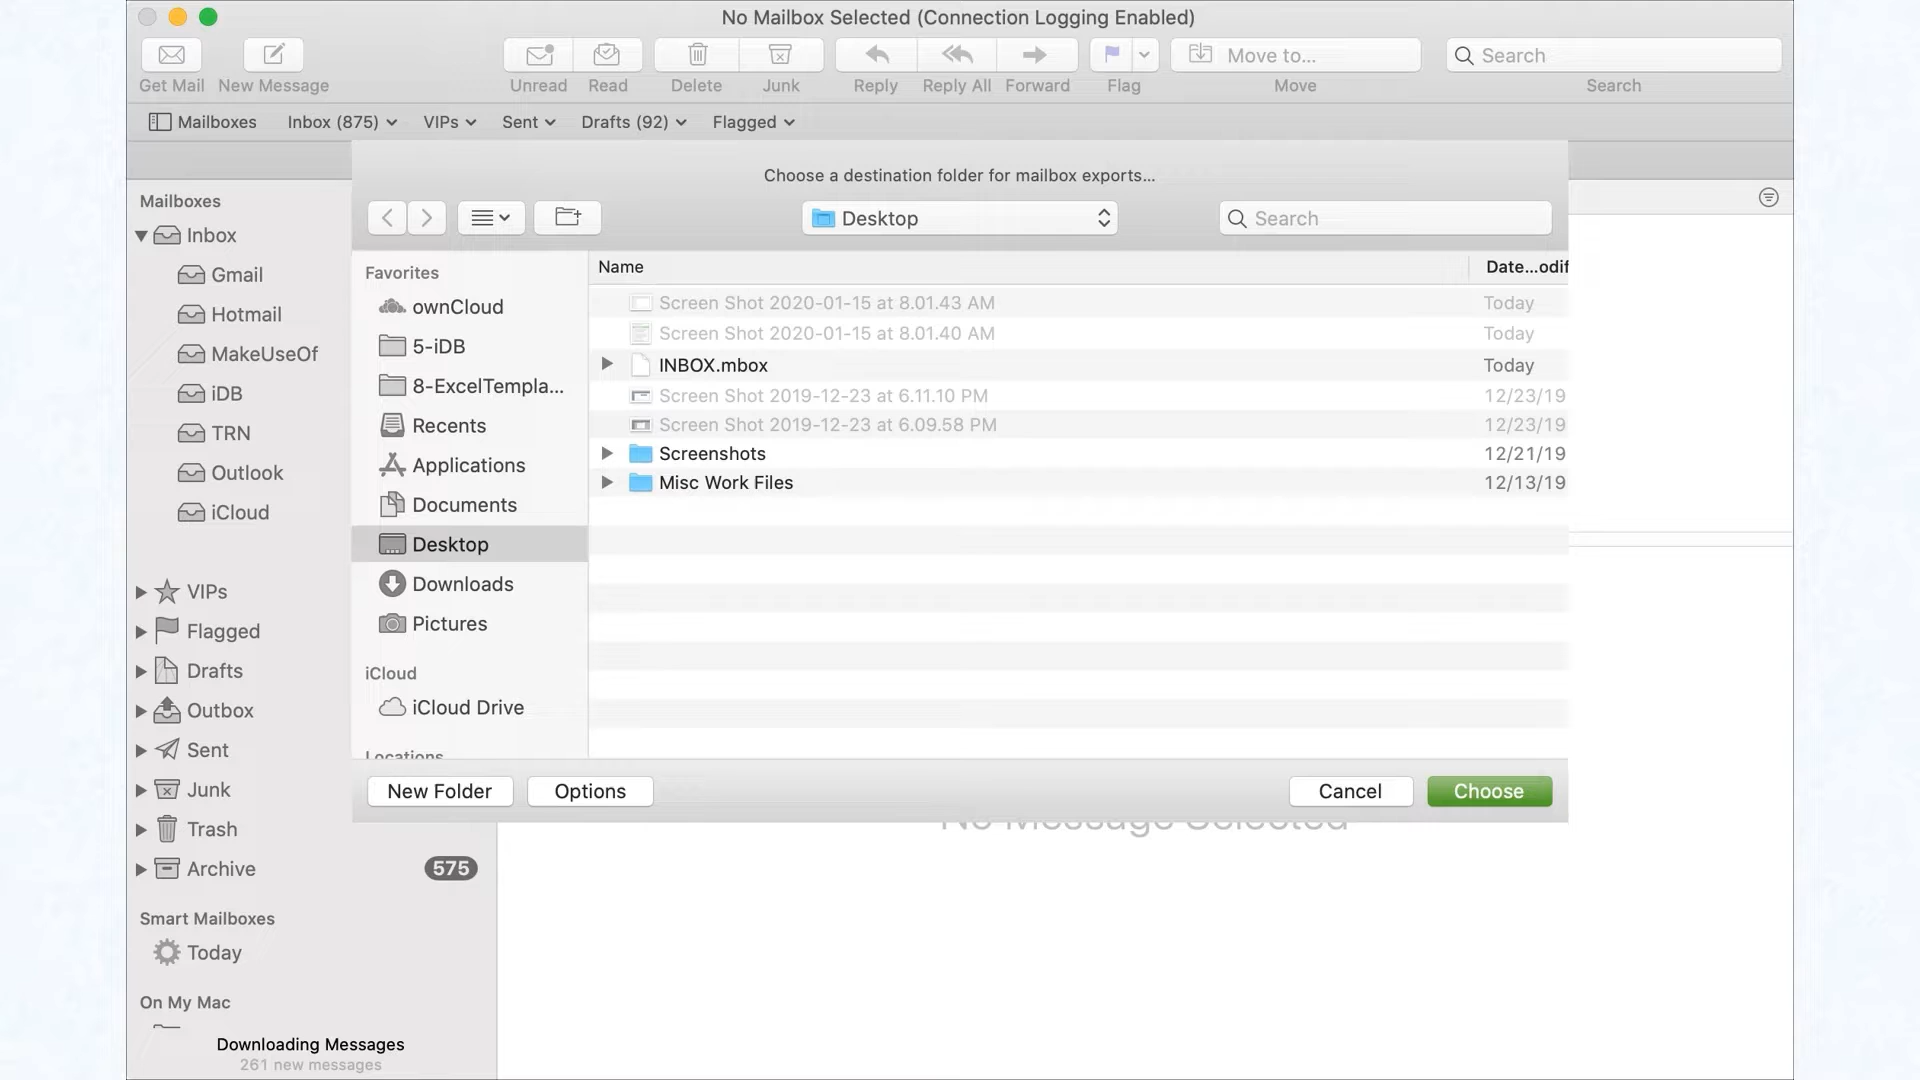 No Mailbox Selected (Connection Logging Enabled)
Get Mail
New Message
Unread
Read
Delete
Junk
Reply
Reply All
Forward
Flag
Move to...
Move
Search
Search
Mailboxes
Inbox (875)
VIPs
Sent
Drafts (92)
Flagged
Choose a destination folder for mailbox exports...
Desktop
Search
Mailboxes
Inbox
Gmail
Hotmail
MakeUseOf
iDB
TRN
Outlook
iCloud
VIPs
Flagged
Drafts
Outbox
Sent
Junk
Trash
Archive 575
Smart Mailboxes
Today
On My Mac
Downloading Messages
261 new messages
Favorites
ownCloud
5-iDB
8-ExcelTempla...
Recents
Applications
Documents
Desktop
Downloads
Pictures
iCloud
iCloud Drive
Locations
Name Date...odif
Screen Shot 2020-01-15 at 8.01.43 AM Today
Screen Shot 2020-01-15 at 8.01.40 AM Today
INBOX.mbox Today
Screen Shot 2019-12-23 at 6.11.10 PM 12/23/19
Screen Shot 2019-12-23 at 6.09.58 PM 12/23/19
Screenshots 12/21/19
Misc Work Files 12/13/19
New Folder
Options
Cancel
Choose
No Message Selected